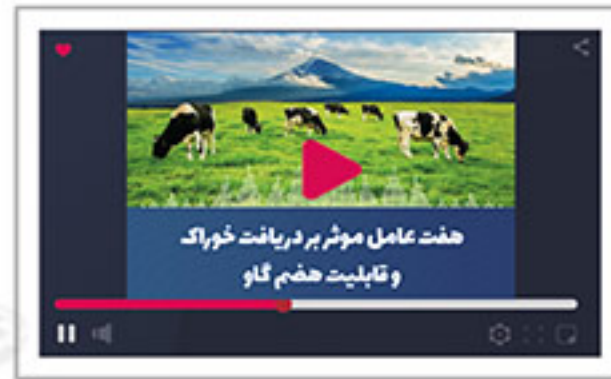 هفت عامل موثر بر دریافت خوراک
و قابلیت هضم گاو